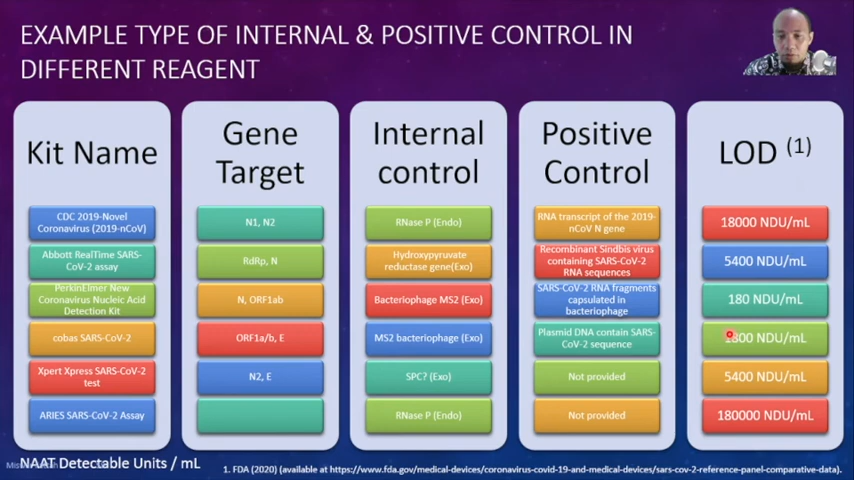 EXAMPLE TYPE OF INTERNAL & POSITIVE CONTROL IN
DIFFERENT REAGENT
Kit Name
CDC 2019-Novel
Coronavirus (2019-nCoV)
Abbott RealTime SARS-
CoV-2 assay
PerkinElmer New
Coronavirus Nucleic Acid
Detection Kit
cobas SARS-CoV-2
Xpert Xpress SARS-CoV-2
test
ARIES SARS-CoV-2 Assay
Gene
Target
N1, N2
RdRp, N
N, ORF1ab
ORF1a/b, E
N2, E
Internal
control
RNase P (Endo)
Hydroxypyruvate
reductase gene(Exo)
Bacteriophage MS2 (Exo)
MS2 bacteriophage (Exo)
SPC? (Exo)
RNase P (Endo)
Positive
Control
RNA transcript of the 2019-
nCoV N gene
Recombinant Sindbis virus
containing SARS-CoV-2
RNA sequences
SARS-CoV-2 RNA fragments
capsulated in
bacteriophage
Plasmid DNA contain SARS-
CoV-2 sequence
Not provided
Not provided
LOD (1)
18000 NDU/mL
5400 NDU/mL
180 NDU/mL
NDU/mL
5400 NDU/mL
180000 NDU/mL
NAAT Detectable Units / mL
1. FDA (2020) (available at https://www.fda.gov/medical-devices/coronavirus-covid-19-and-medical-devices/sars-cov-2-reference-panel-comparative-data).